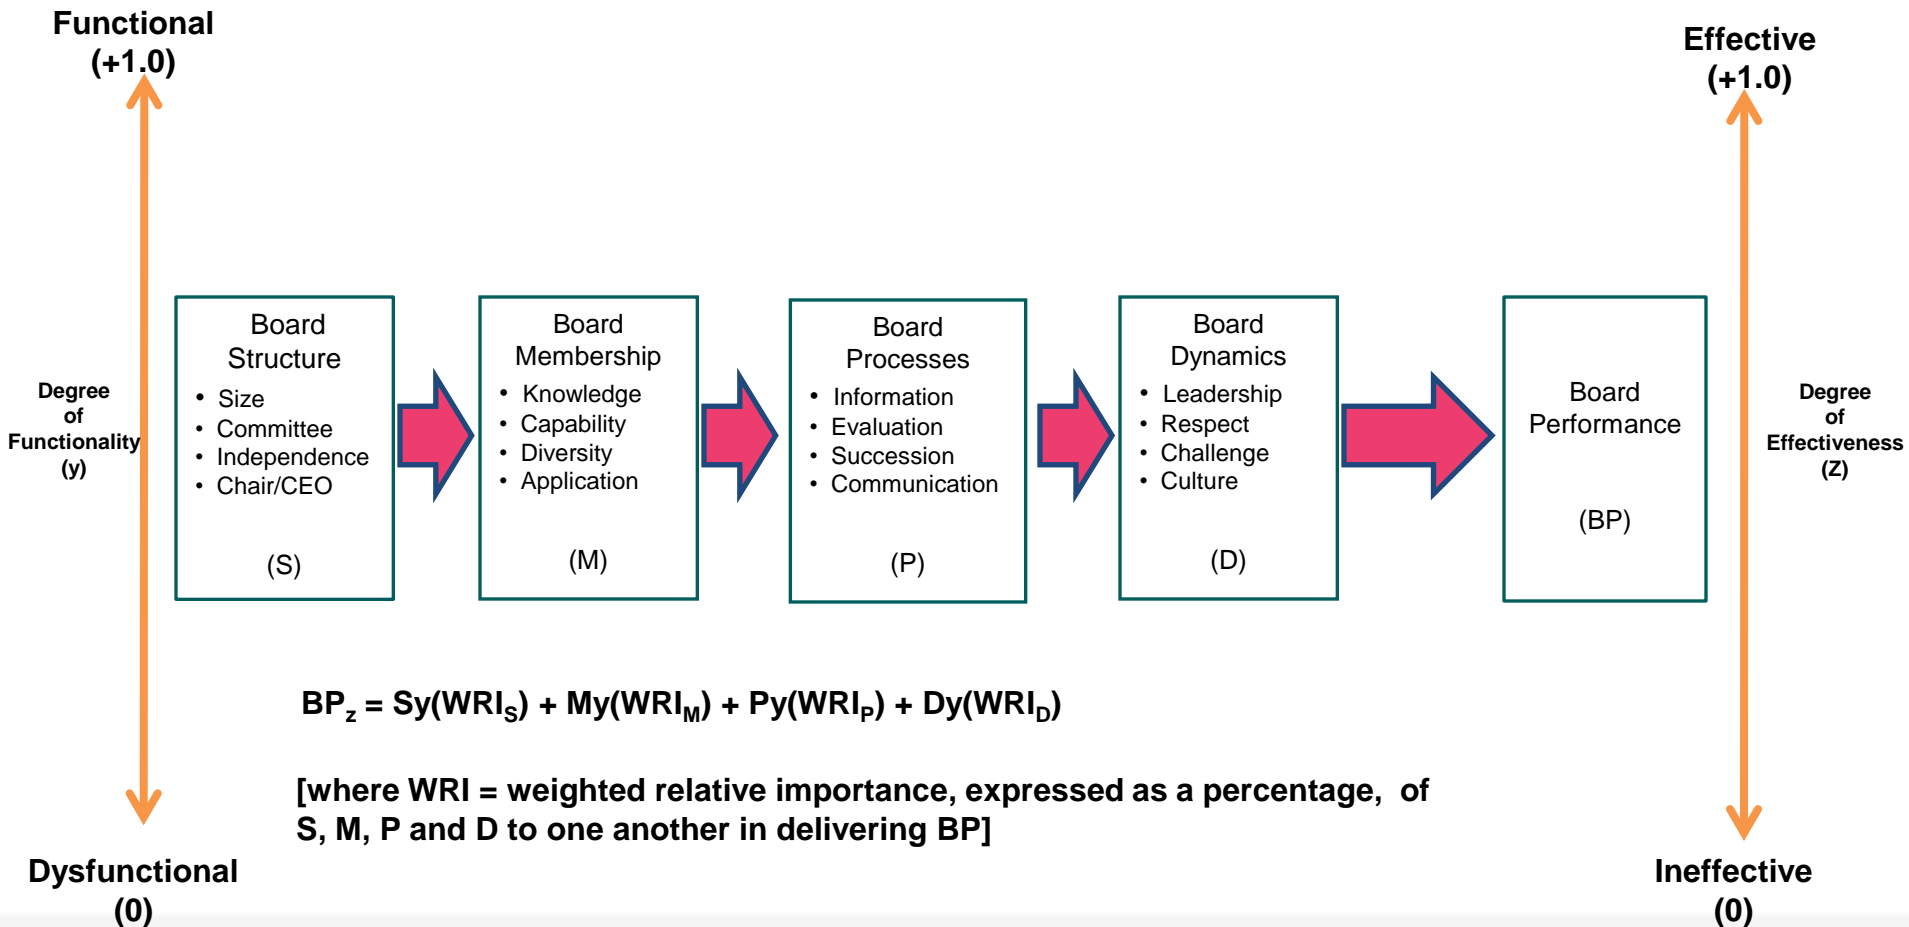 Functional
(+1.0)
Effective
(+1.0)
Degree
of
Functionality
(y)
Board
Structure
• Size
• Committee
• Independence
• Chair/CEO
(S)
Board
Membership
• Knowledge
• Capability
• Diversity
• Application
(M)
Board
Processes
• Information
• Evaluation
• Succession
• Communication
(P)
Board
Dynamics
• Leadership
• Respect
• Challenge
• Culture
(D)
Board
Performance
(BP)
Degree
of
Effectiveness
(Z)
BPz = Sy(WRIS) + My(WRIM) + Py(WRIP) + Dy(WRID)
[where WRI = weighted relative importance, expressed as a percentage, of
S, M, P and D to one another in delivering BP]
Dysfunctional
(0)
Ineffective
(0)